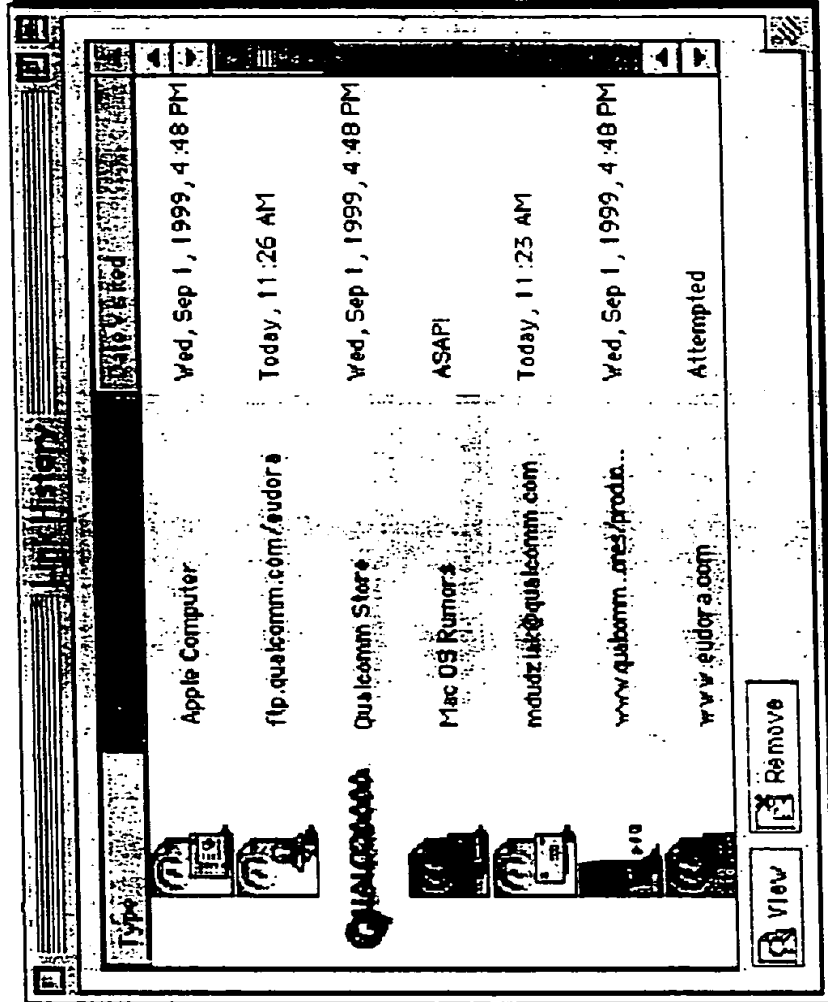 Link History
Type Date Visited
Apple Computer Wed, Sep 1, 1999, 4:48 PM
ftp.qualcomm.com/eudora Today, 11:26 AM
QUALCOMM Qualcomm Store Wed, Sep 1, 1999, 4:48 PM
Mac OS Rumors ASAP!
mdudziak@qualcomm.com Today, 11:23 AM
www.qualcomm...ones/produ... Wed, Sep 1, 1999, 4:48 PM
www.eudora.com Attempted
View Remove